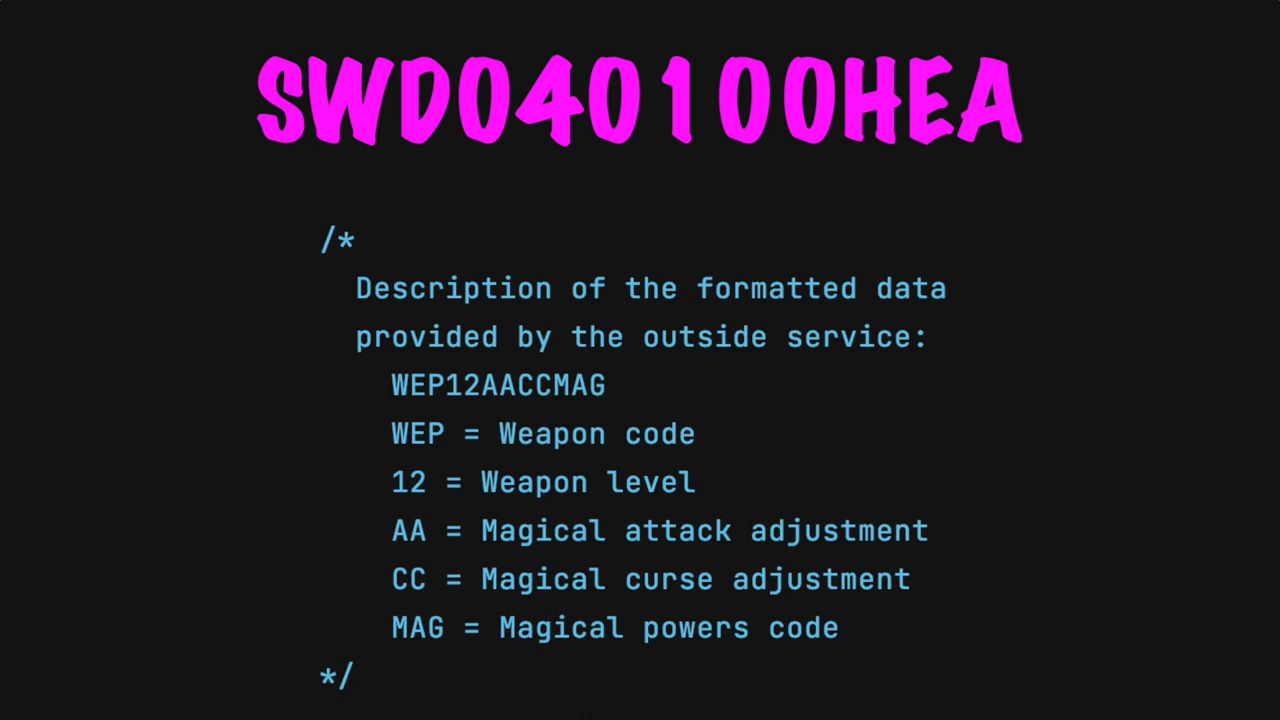 SWD040100HEA
/*
Description of the formatted data
provided by the outside service:
WEP12AACCMAG
WEP = Weapon code
12 = Weapon level
AA = Magical attack adjustment
CC = Magical curse adjustment
MAG = Magical powers code
*/